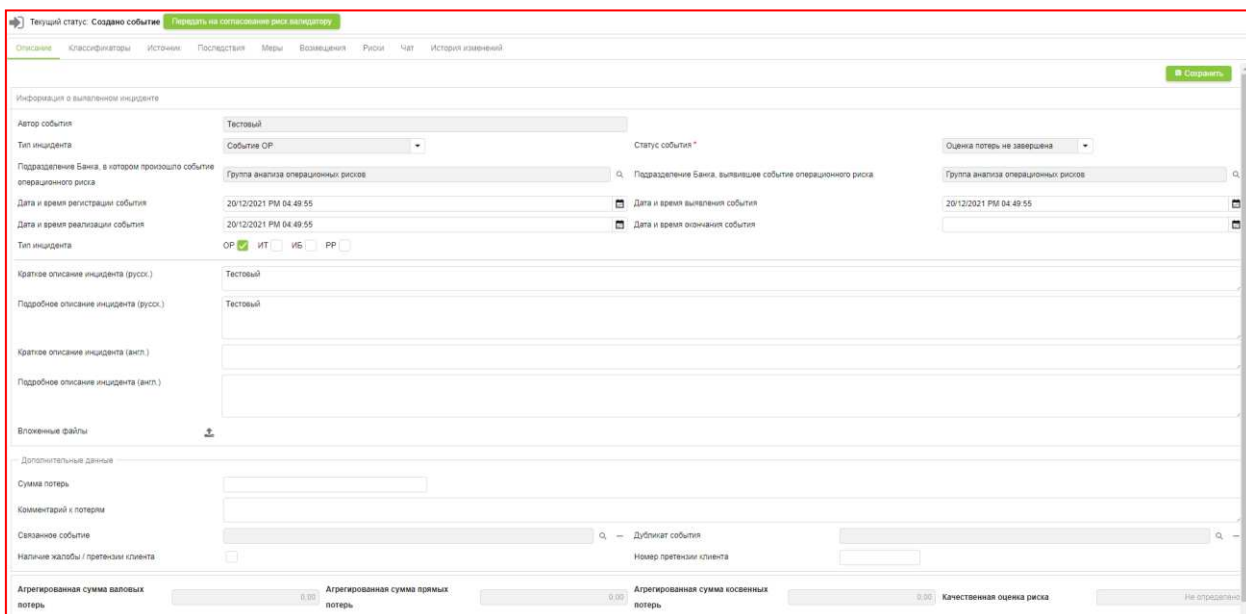 Текущий статус: Создано событие Передать на согласование риск валидатору
Описание Классификаторы Источник Последствия Меры Возмещения Риски Чат История изменений
Сохранить
Информация о выявленном инциденте
Автор события Тестовый
Тип инцидента Событие ОР Статус события * Оценка потерь не завершена
Подразделение Банка, в котором произошло событие операционного риска Группа анализа операционных рисков Подразделение Банка, выявившее событие операционного риска Группа анализа операционных рисков
Дата и время регистрации события 20/12/2021 PM 04:49:55 Дата и время выявления события 20/12/2021 PM 04:49:55
Дата и время реализации события 20/12/2021 PM 04:49:55 Дата и время окончания события
Тип инцидента ОР ИТ ИБ РР
Краткое описание инцидента (русск.) Тестовый
Подробное описание инцидента (русск.) Тестовый
Краткое описание инцидента (англ.)
Подробное описание инцидента (англ.)
Вложенные файлы
Дополнительные данные
Сумма потерь
Комментарий к потерям
Связанное событие Дубликат события
Наличие жалобы / претензии клиента Номер претензии клиента
Агрегированная сумма валовых потерь 0,00 Агрегированная сумма прямых потерь 0,00 Агрегированная сумма косвенных потерь 0,00 Качественная оценка риска Не определено